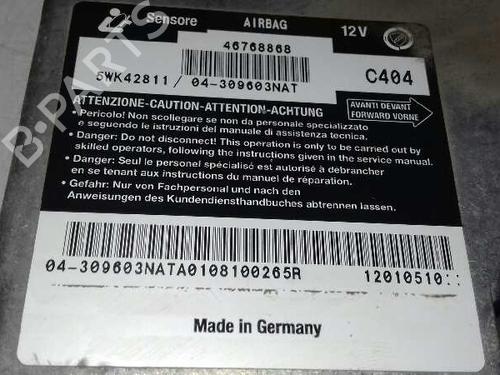 Sensore AIRBAG 12V
46768868
5WK42811 / 04-309603NAT C404
ATTENZIONE-CAUTION-ATTENTION-ACHTUNG
AVANTI DEVANT
FORWARD VORNE
• Pericolo! Non scollegare se non da personale specializzato
e seguendo le istruzioni del manuale di assistenza tecnica.
• Danger: Do not disconnect! This operation is only to be carried out by
skilled operators, following the instructions given in the service manual.
• Danger: Seul le personnel spécialisé est autorisé à debrancher
en se tenant aux instructions du manuel de réparation.
• Gefahr: Nur von Fachpersonal und nach den
Anweisungen des Kundendiensthandbuches abtrennen lassen.
04-309603NATA0108100265R 12010510::
Made in Germany
B-PARTS